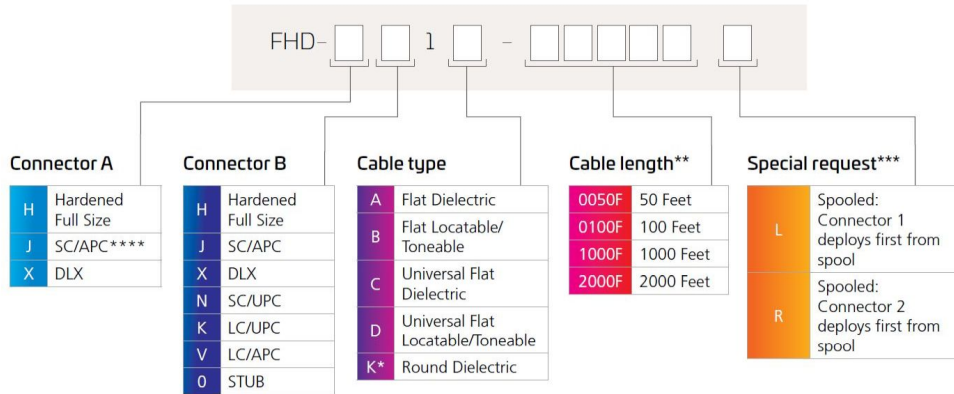 FHD- 1 -
Connector A
H Hardened
Full Size
J SC/APC****
X DLX
Connector B
H Hardened
Full Size
J SC/APC
X DLX
N SC/UPC
K LC/UPC
V LC/APC
0 STUB
Cable type
A Flat Dielectric
B Flat Locatable/
Toneable
C Universal Flat
Dielectric
D Universal Flat
Locatable/Toneable
K* Round Dielectric
Cable length**
0050F 50 Feet
0100F 100 Feet
1000F 1000 Feet
2000F 2000 Feet
Special request***
L Spooled:
Connector 1
deploys first from
spool
R Spooled:
Connector 2
deploys first from
spool